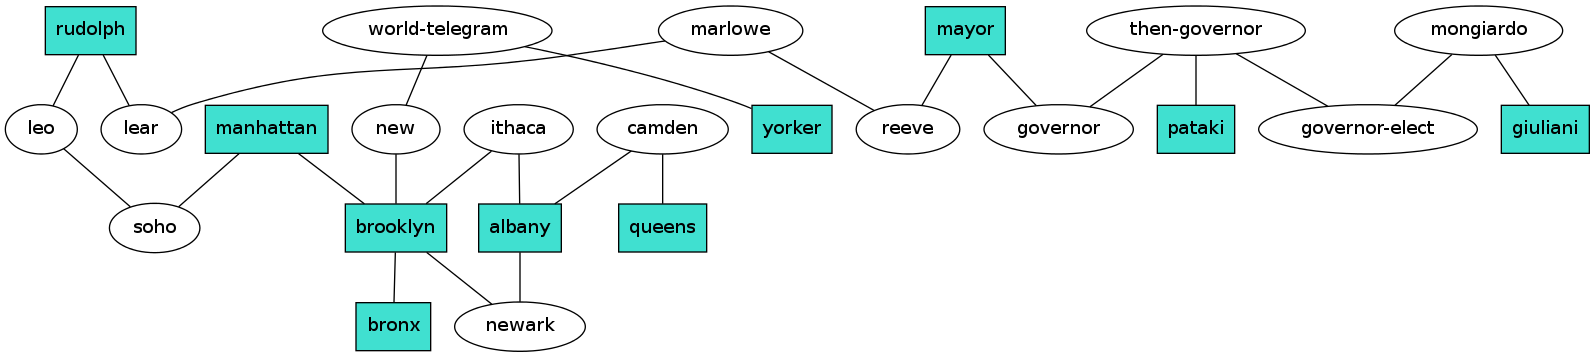 rudolph
world-telegram
marlowe
mayor
then-governor
mongiardo
leo
lear
manhattan
new
ithaca
camden
yorker
reeve
governor
pataki
governor-elect
giuliani
soho
brooklyn
albany
queens
bronx
newark